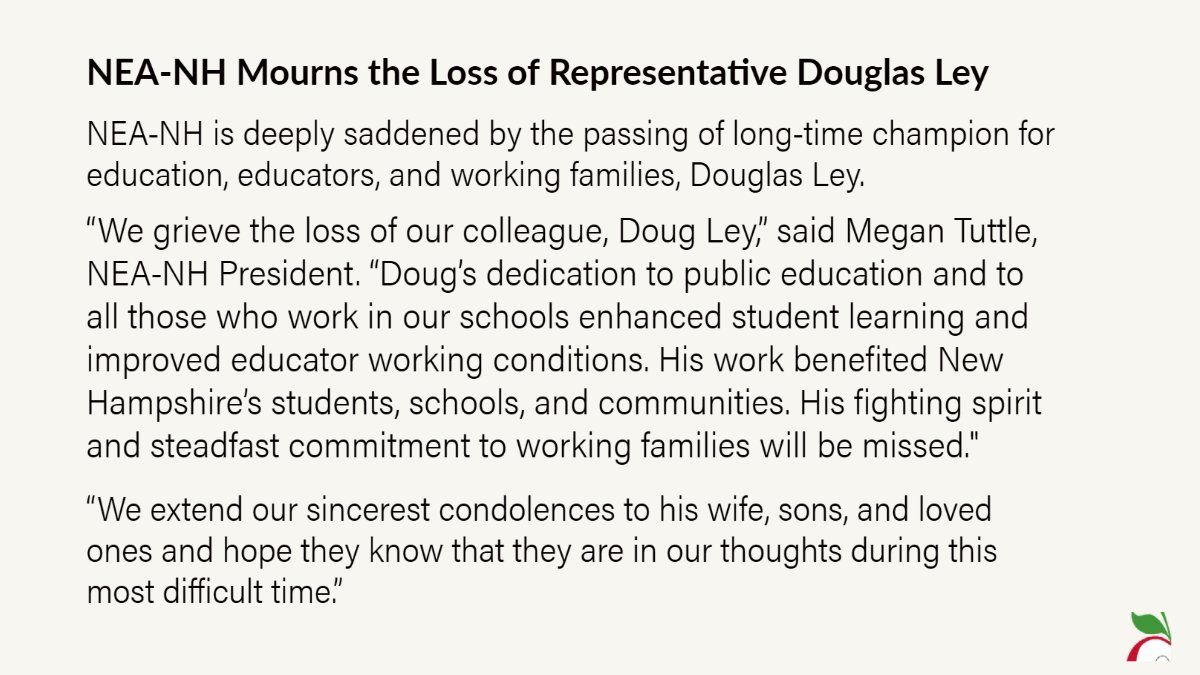 NEA-NH Mourns the Loss of Representative Douglas Ley
NEA-NH is deeply saddened by the passing of long-time champion for
education, educators, and working families, Douglas Ley.
“We grieve the loss of our colleague, Doug Ley,” said Megan Tuttle,
NEA-NH President. “Doug’s dedication to public education and to
all those who work in our schools enhanced student learning and
improved educator working conditions. His work benefited New
Hampshire’s students, schools, and communities. His fighting spirit
and steadfast commitment to working families will be missed."
“We extend our sincerest condolences to his wife, sons, and loved
ones and hope they know that they are in our thoughts during this
most difficult time.”